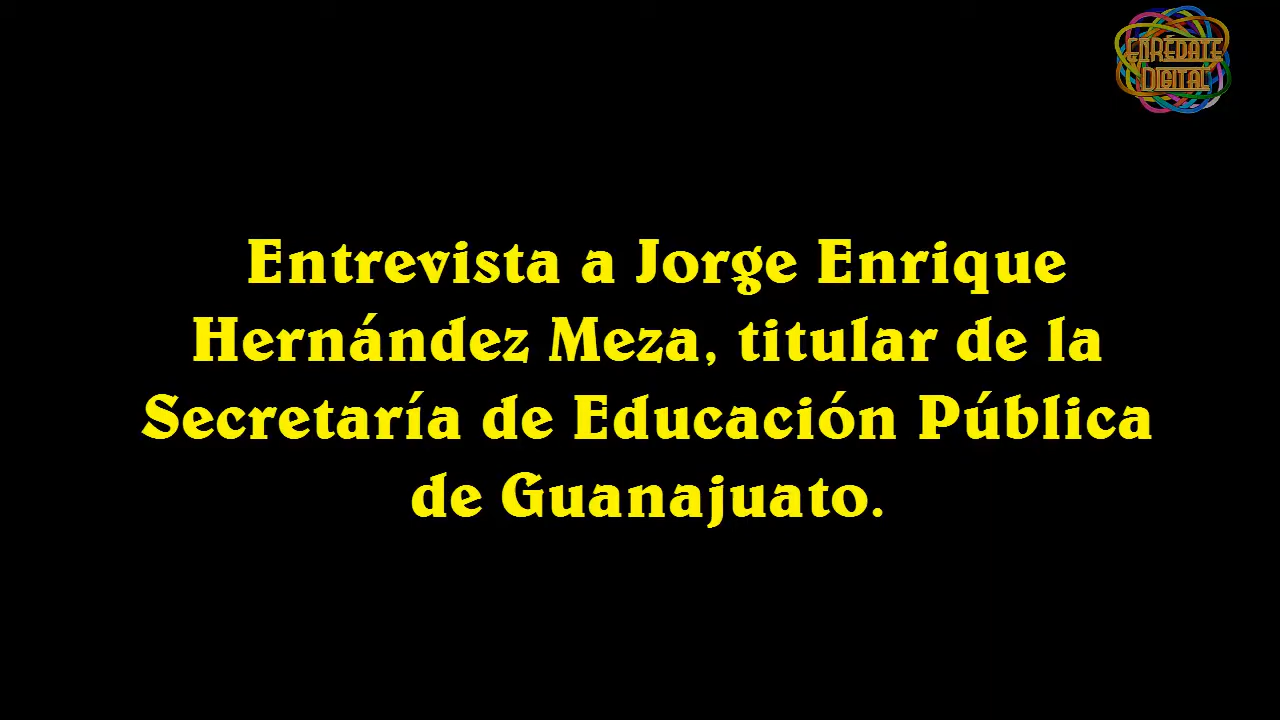 ENRÉDATE
DIGITAL
Entrevista a Jorge Enrique
Hernández Meza, titular de la
Secretaría de Educación Pública
de Guanajuato.